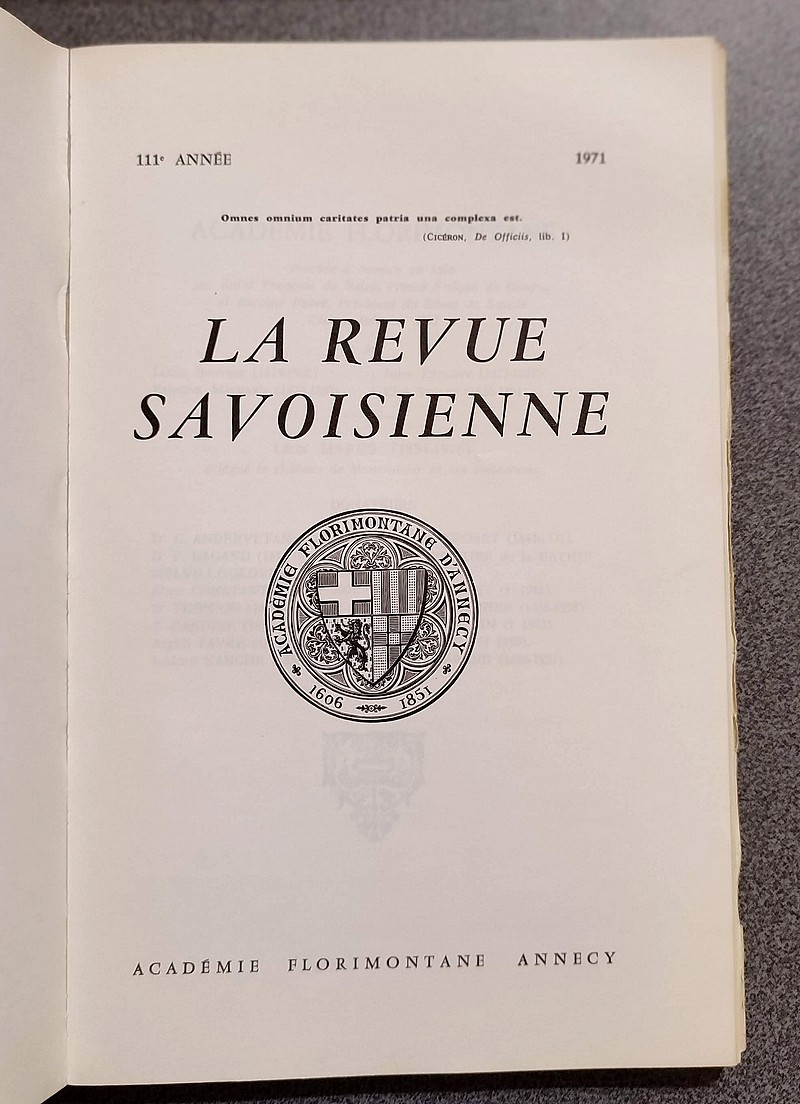 111e ANNÉE 1971
Omnes omnium caritates patria una complexa est.
(CICÉRON, De Officiis, lib. I)
LA REVUE
SAVOISIENNE
ACADÉMIE FLORIMONTANE D'ANNECY
1606 1851
ACADÉMIE FLORIMONTANE ANNECY